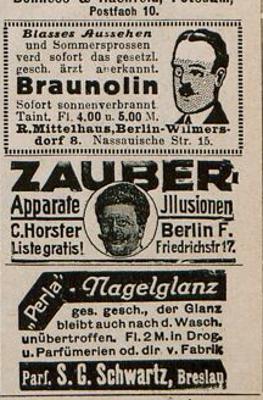 Postfach 10.
Blasses Aussehen
und Sommersprossen
verd sofort das gesetzl.
gesch. ärzt anerkannt.
Braunolin
Sofort sonnenverbrannt.
Taint. Fl. 4.00 u. 5.00 M.
R. Mittelhaus, Berlin-Wilmers-
dorf 8. Nassauische Str. 15.
ZAUBER-
Apparate Jllusionen
C. Horster Berlin F.
Liste gratis! Friedrichstr 17.
"Perla"-Nagelglanz
ges. gesch., der Glanz
bleibt auch nach d. Wasch.
unübertroffen. Fl. 2 M. in Drog.
u. Parfümerien od. dir. v. Fabrik
Parf. S. G. Schwartz, Breslau